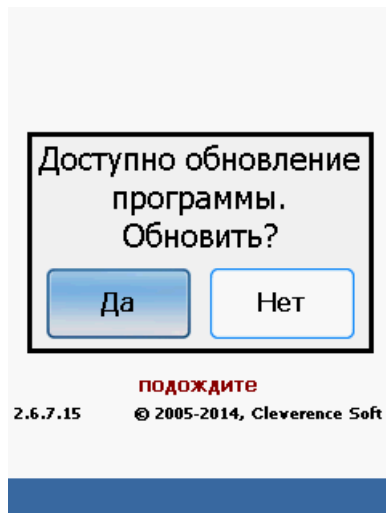 Доступно обновление
программы.
Обновить?
Да
Нет
подождите
2.6.7.15
© 2005-2014, Cleverence Soft